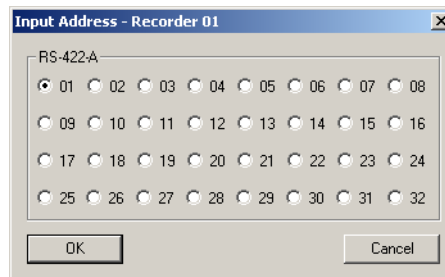 Input Address - Recorder 01
RS-422-A
01 02 03 04 05 06 07 08
09 10 11 12 13 14 15 16
17 18 19 20 21 22 23 24
25 26 27 28 29 30 31 32
OK Cancel